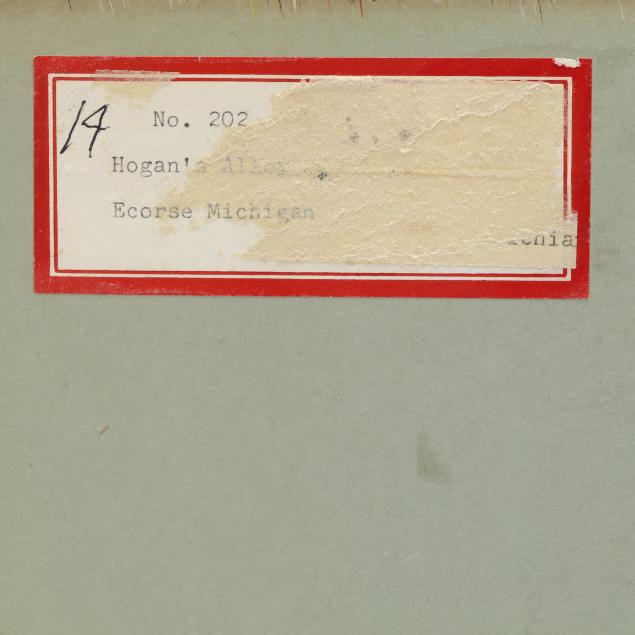 14
No. 202
Hogan's Alley
Ecorse Michigan